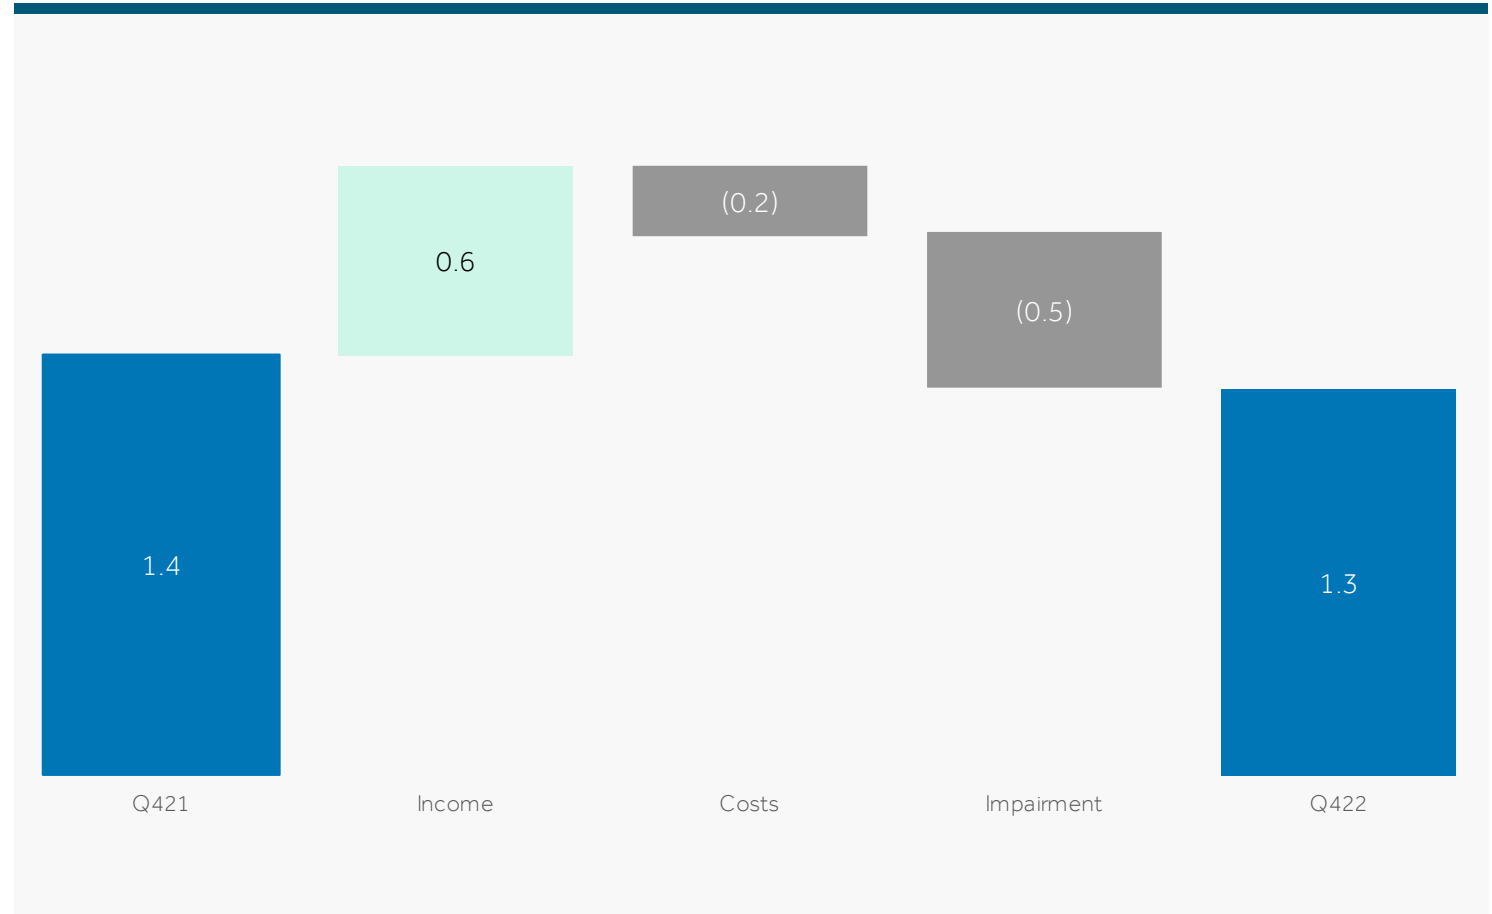 (0.2)
0.6
(0.5)
1.4
1.3
Q421
Income
Costs
Impairment
Q422